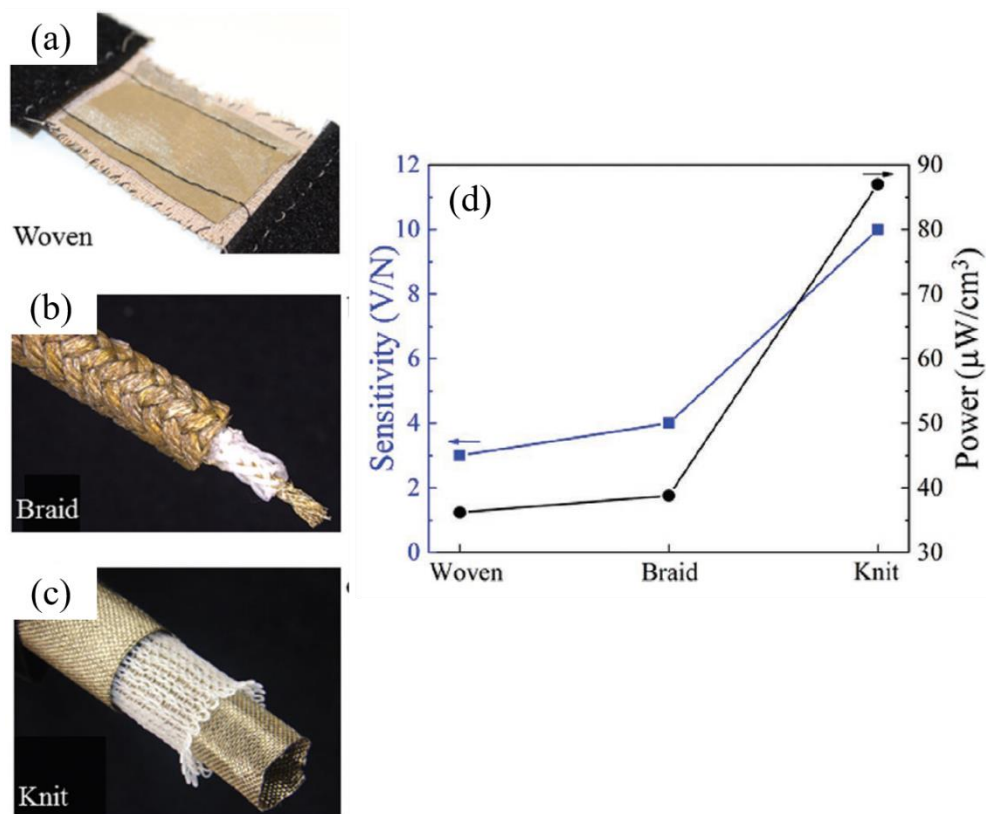 (a)
Woven
(b)
Braid
(c)
Knit
(d)
Sensitivity (V/N)
12
10
8
6
4
2
0
Woven
Braid
Knit
90
80
70
60
50
40
30
Power (μW/cm³)